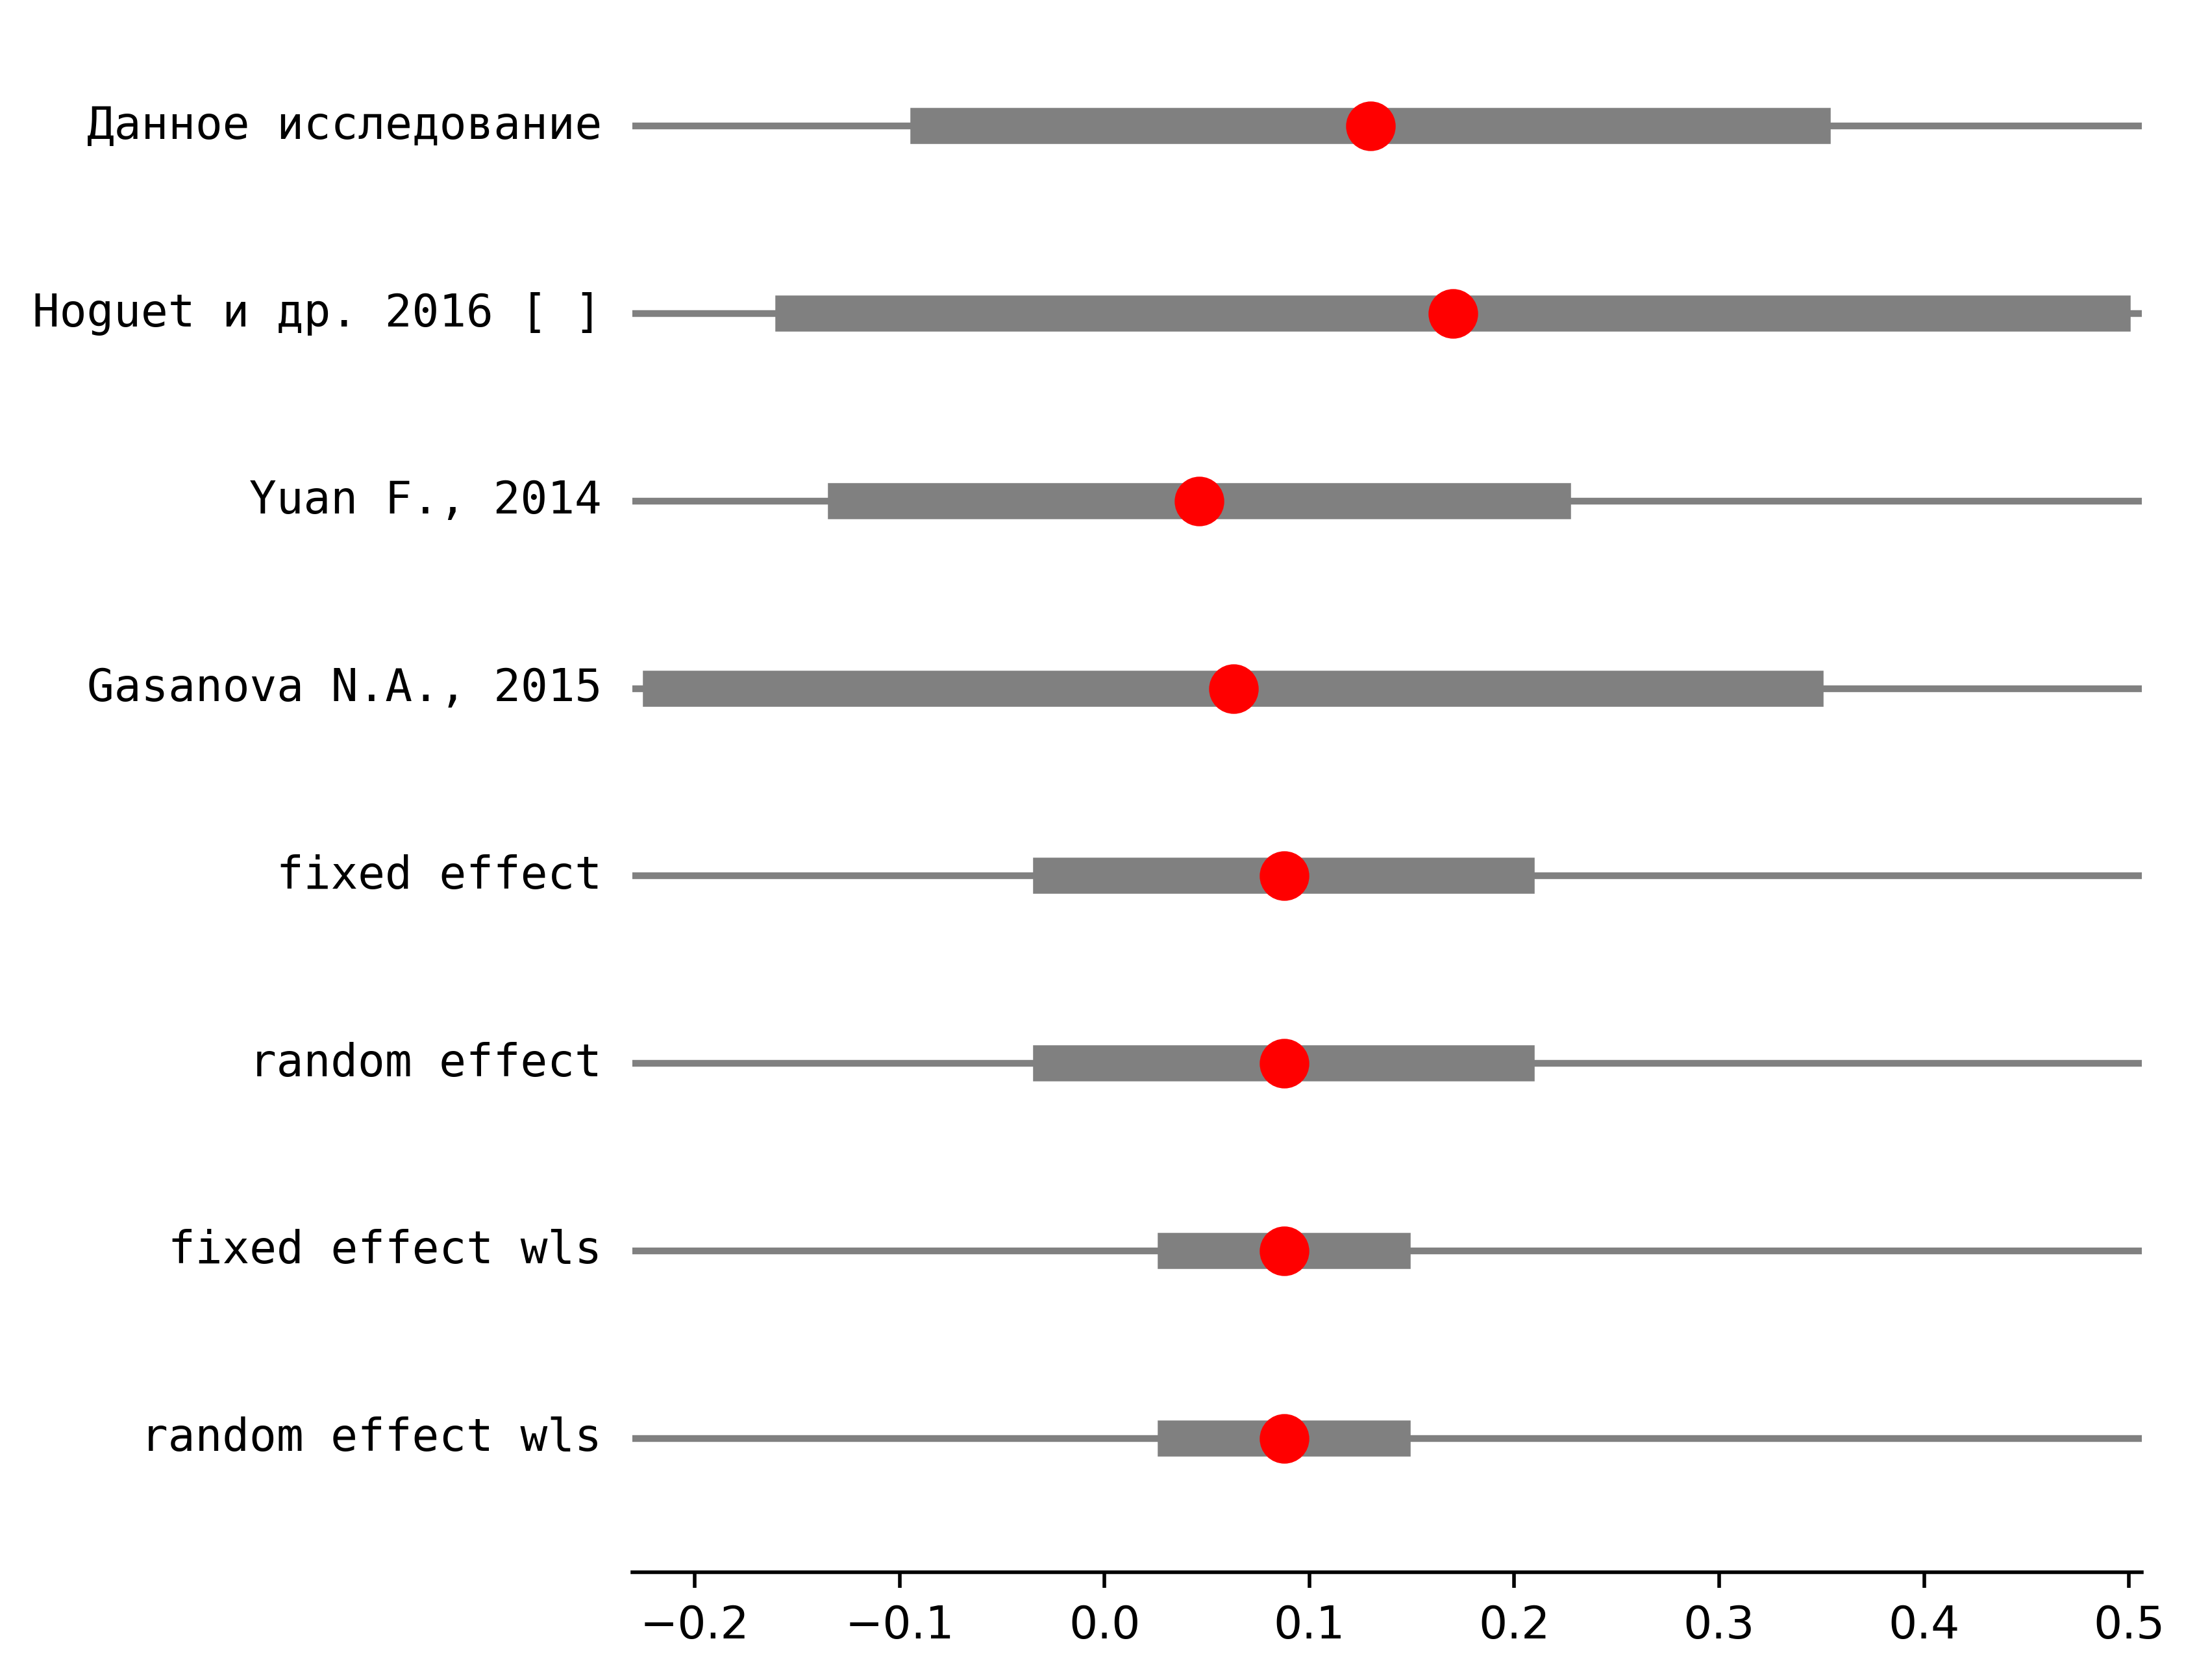 Данное исследование
Hoguet и др. 2016 [ ]
Yuan F., 2014
Gasanova N.A., 2015
fixed effect
random effect
fixed effect wls
random effect wls
−0.2 −0.1 0.0 0.1 0.2 0.3 0.4 0.5